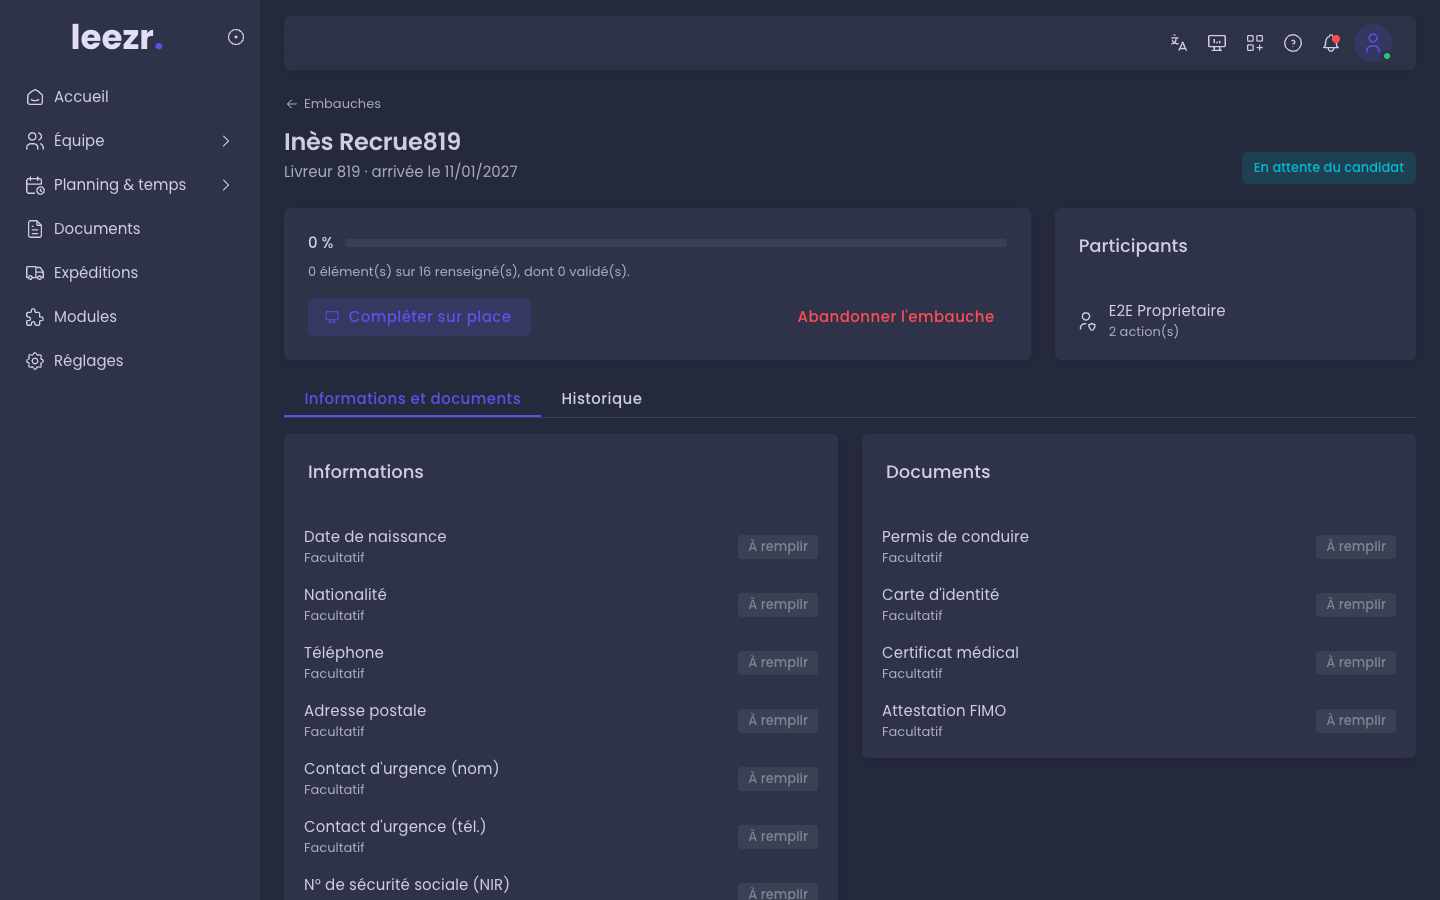 leezr.
Accueil
Équipe
Planning & temps
Documents
Expéditions
Modules
Réglages
Embauches
Inès Recrue819
Livreur 819 · arrivée le 11/01/2027
En attente du candidat
0 %
0 élément(s) sur 16 renseigné(s), dont 0 validé(s).
Compléter sur place
Abandonner l'embauche
Participants
E2E Proprietaire
2 action(s)
Informations et documents
Historique
Informations
Date de naissance
Facultatif
À remplir
Nationalité
Facultatif
À remplir
Téléphone
Facultatif
À remplir
Adresse postale
Facultatif
À remplir
Contact d'urgence (nom)
Facultatif
À remplir
Contact d'urgence (tél.)
Facultatif
À remplir
N° de sécurité sociale (NIR)
À remplir
Documents
Permis de conduire
Facultatif
À remplir
Carte d'identité
Facultatif
À remplir
Certificat médical
Facultatif
À remplir
Attestation FIMO
Facultatif
À remplir